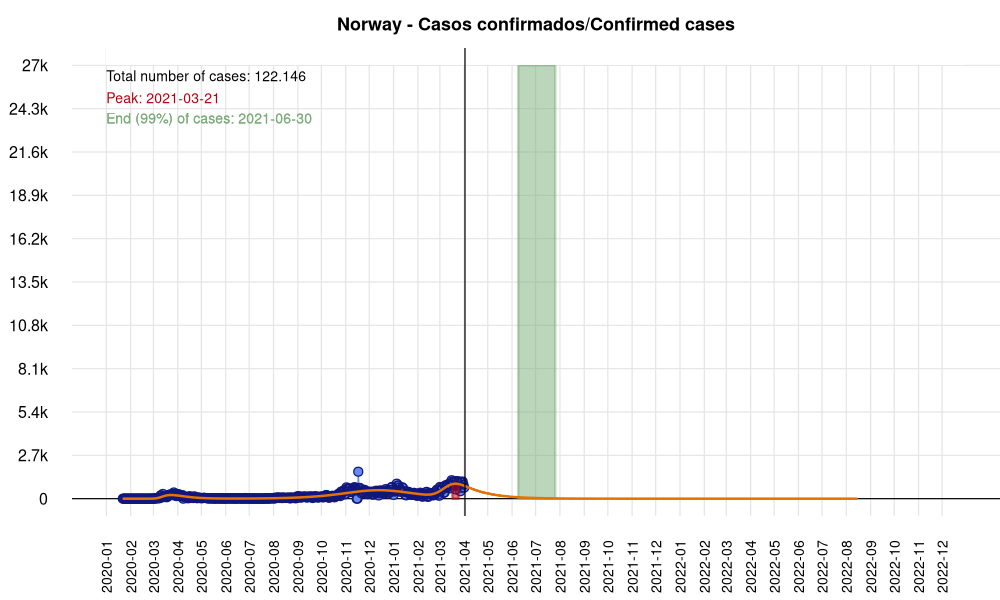 Norway - Casos confirmados/Confirmed cases
27k
Total number of cases: 122.146
Peak: 2021-03-21
24.3k
End (99%) of cases: 2021-06-30
21.6k
18.9k
16.2k
13.5k
10.8k
8.1k
5.4k
2.7k
0
2020-01
2020-02
2020-03
2020-04
2020-05
2020-06
2020-07
2020-08
2020-09
2020-10
2020-11
2020-12
2021-01
2021-02
2021-03
2021-04
2021-05
2021-06
2021-07
2021-08
2021-09
2021-10
2021-11
2021-12
2022-01
2022-02
2022-03
2022-04
2022-05
2022-06
2022-07
2022-08
2022-09
2022-10
2022-11
2022-12